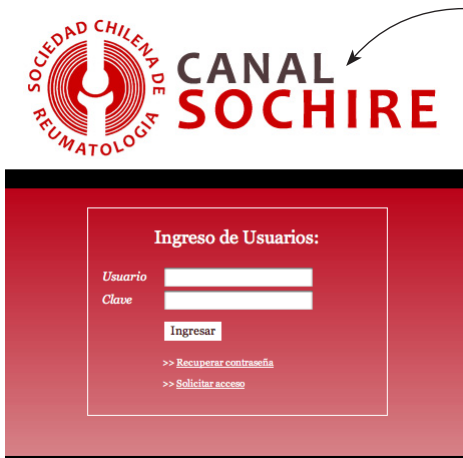 SOCIEDAD CHILENA DE
REUMATOLOGIA
CANAL
SOCHIRE
Ingreso de Usuarios:
Usuario
Clave
Ingresar
>> Recuperar contraseña
>> Solicitar acceso